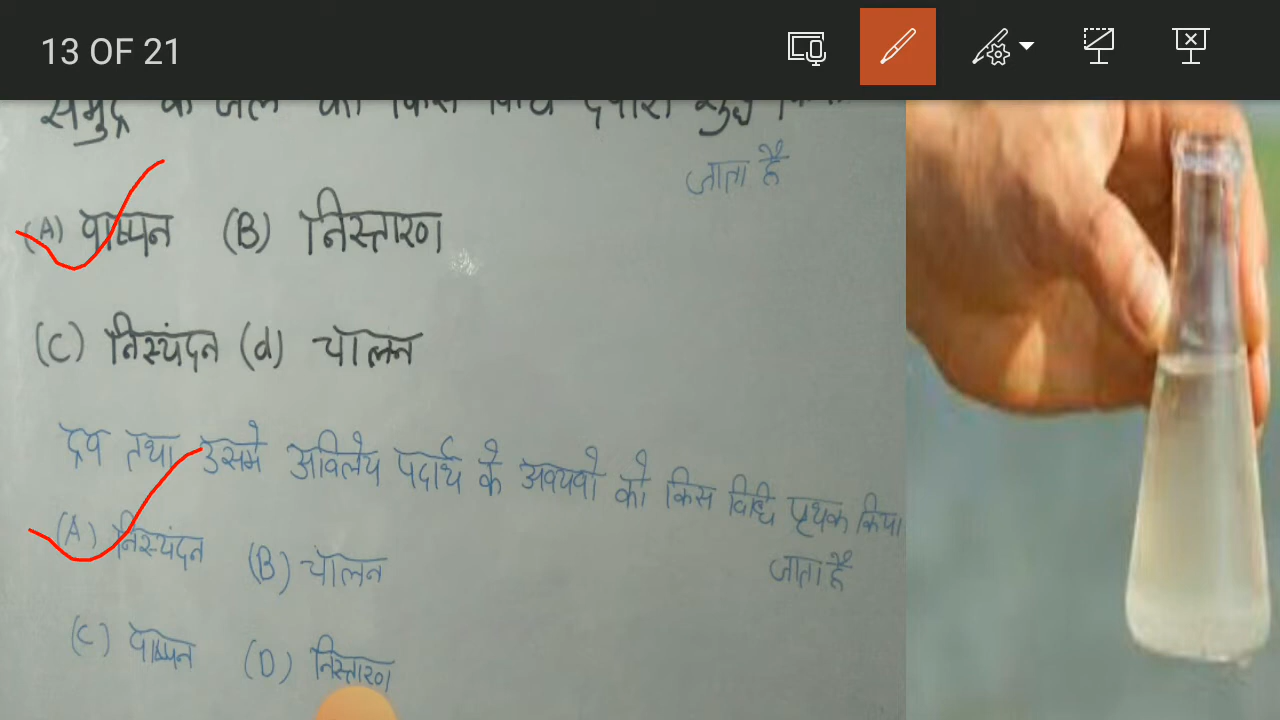 13 OF 21
समुद्र के जल को किस विधि द्वारा शुद्ध
जाता है
(A) वाष्पन (B) निस्तारण
(C) निस्यंदन (d) चालन
द्रव तथा उसमे अविलेय पदार्थ के अवयवो को किस विधि पृथक किया
जाता है
(A) निस्यंदन (B) चालन
(C) वाष्पन (D) निस्तारण